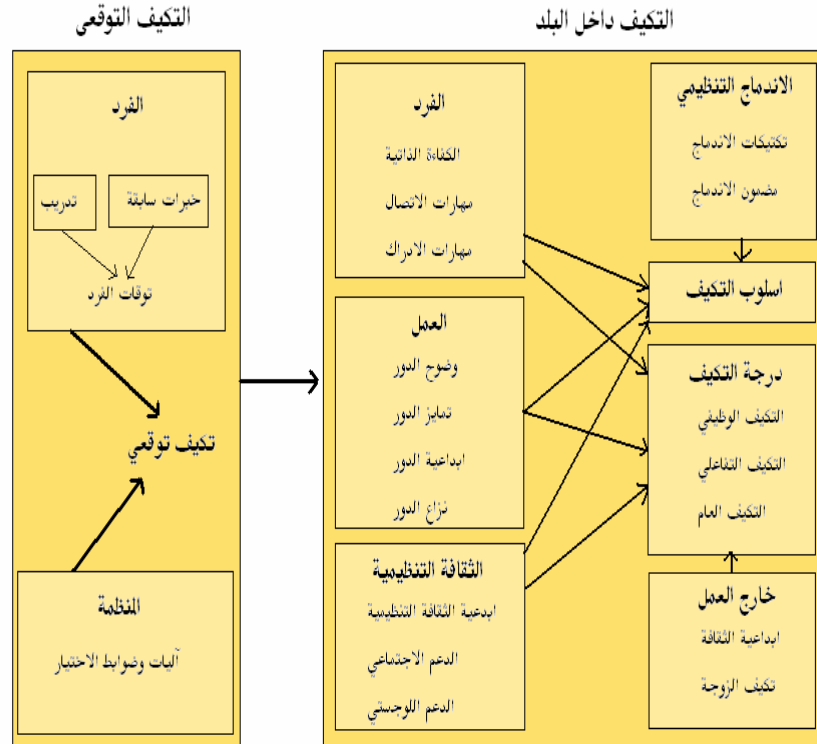 التكيف داخل البلد
الفرد
الكفاءة الذاتية
مهارات الاتصال
مهارات الادراك
العمل
وضوح الدور
تمايز الدور
ابداعية الدور
نزاع الدور
الثقافة التنظيمية
ابدعية الثقافة التنظيمية
الدعم الاجتماعي
الدعم اللوجستي
الاندماج التنظيمي
تكتيكات الاندماج
مضمون الاندماج
اسلوب التكيف
درجة التكيف
التكيف الوظيفي
التكيف التفاعلي
التكيف العام
خارج العمل
ابداعية الثقافة
تكيف الزوجة
التكيف التوقعي
الفرد
خبرات سابقة
تدريب
توقات الفرد
تكيف توقعي
المنظمة
آليات وضوابط الاختيار